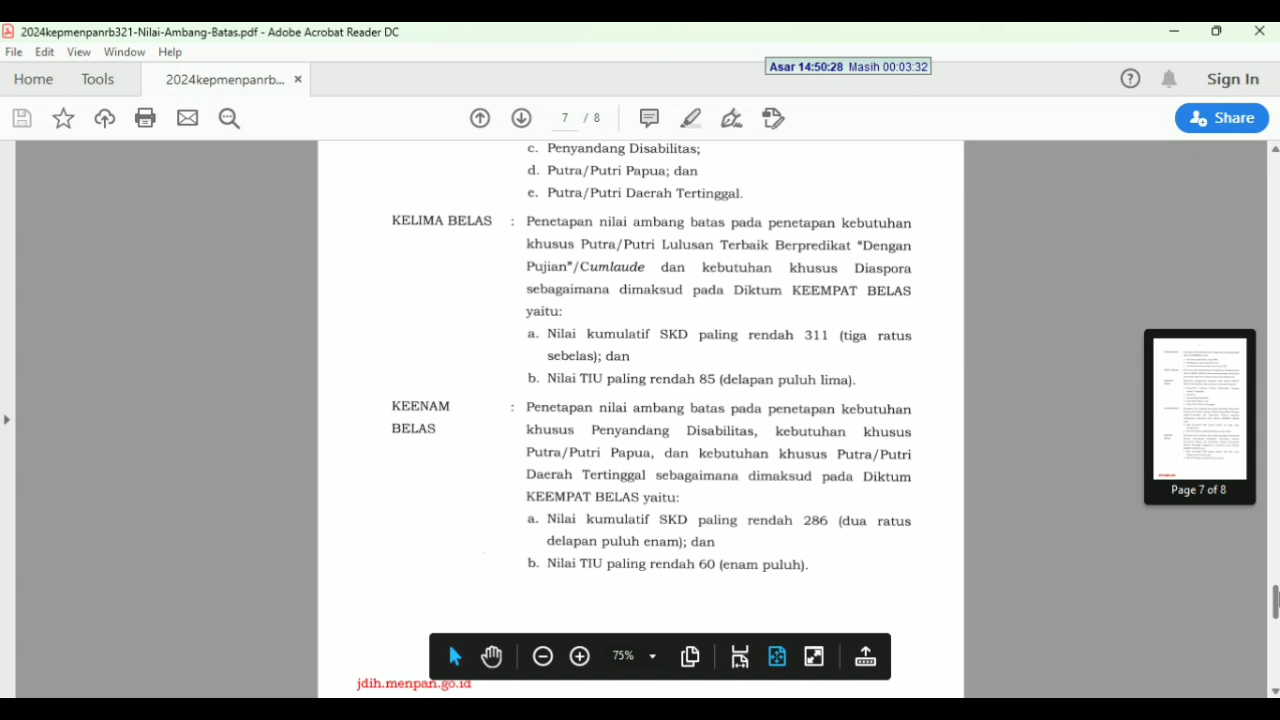 2024kepmenpanrb321-Nilai-Ambang-Batas.pdf - Adobe Acrobat Reader DC
File Edit View Window Help
Asar 14:50:28 Masih 00:03:32
Home Tools 2024kepmenpanrb... × Sign In
7 / 8 Share
c. Penyandang Disabilitas;
d. Putra/Putri Papua; dan
e. Putra/Putri Daerah Tertinggal.
KELIMA BELAS : Penetapan nilai ambang batas pada penetapan kebutuhan
khusus Putra/Putri Lulusan Terbaik Berpredikat “Dengan
Pujian”/Cumlaude dan kebutuhan khusus Diaspora
sebagaimana dimaksud pada Diktum KEEMPAT BELAS
yaitu:
a. Nilai kumulatif SKD paling rendah 311 (tiga ratus
sebelas); dan
b. Nilai TIU paling rendah 85 (delapan puluh lima).
KEENAM : Penetapan nilai ambang batas pada penetapan kebutuhan
BELAS khusus Penyandang Disabilitas, kebutuhan khusus
Putra/Putri Papua, dan kebutuhan khusus Putra/Putri
Daerah Tertinggal sebagaimana dimaksud pada Diktum
KEEMPAT BELAS yaitu:
a. Nilai kumulatif SKD paling rendah 286 (dua ratus
delapan puluh enam); dan
b. Nilai TIU paling rendah 60 (enam puluh).
Page 7 of 8
75%
jdih.menpan.go.id